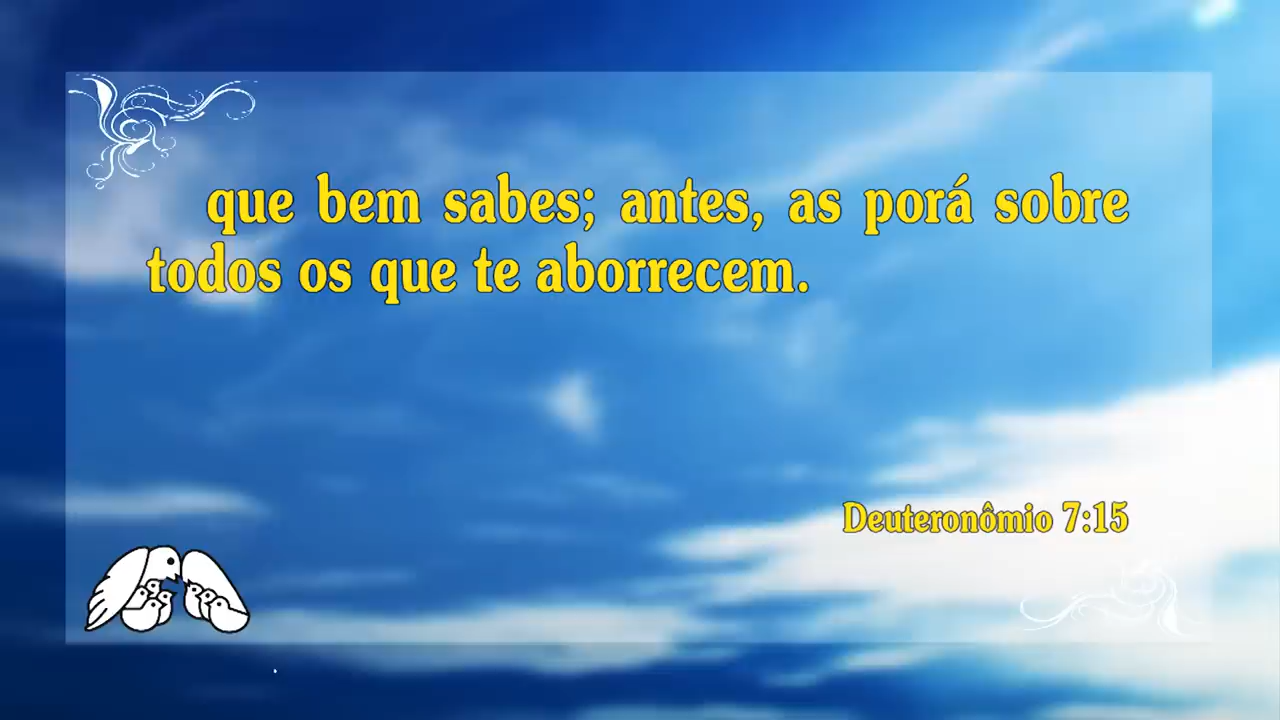 que bem sabes; antes, as porá sobre
todos os que te aborrecem.
Deuteronômio 7:15